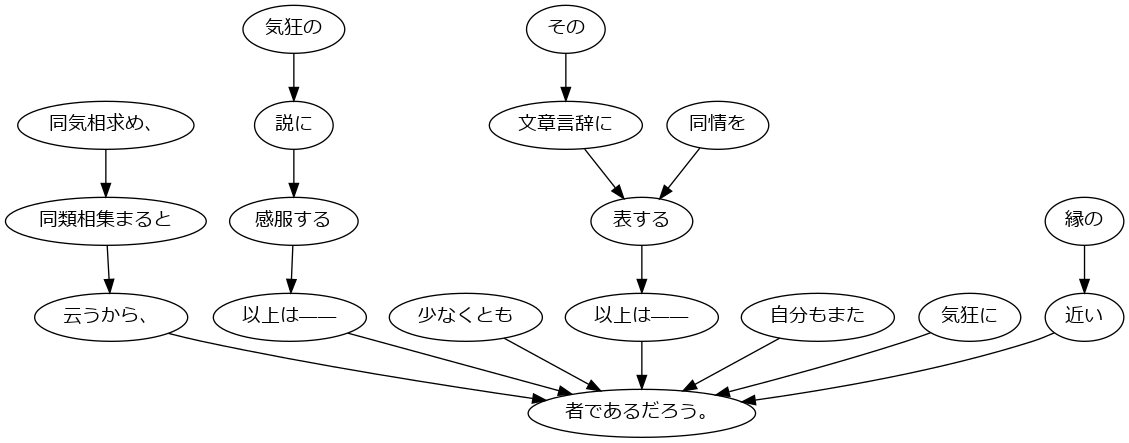 気狂の
その
同気相求め、
説に
文章言辞に
同情を
同類相集まると
感服する
表する
縁の
云うから、
以上は――
少なくとも
以上は――
自分もまた
気狂に
近い
者であるだろう。